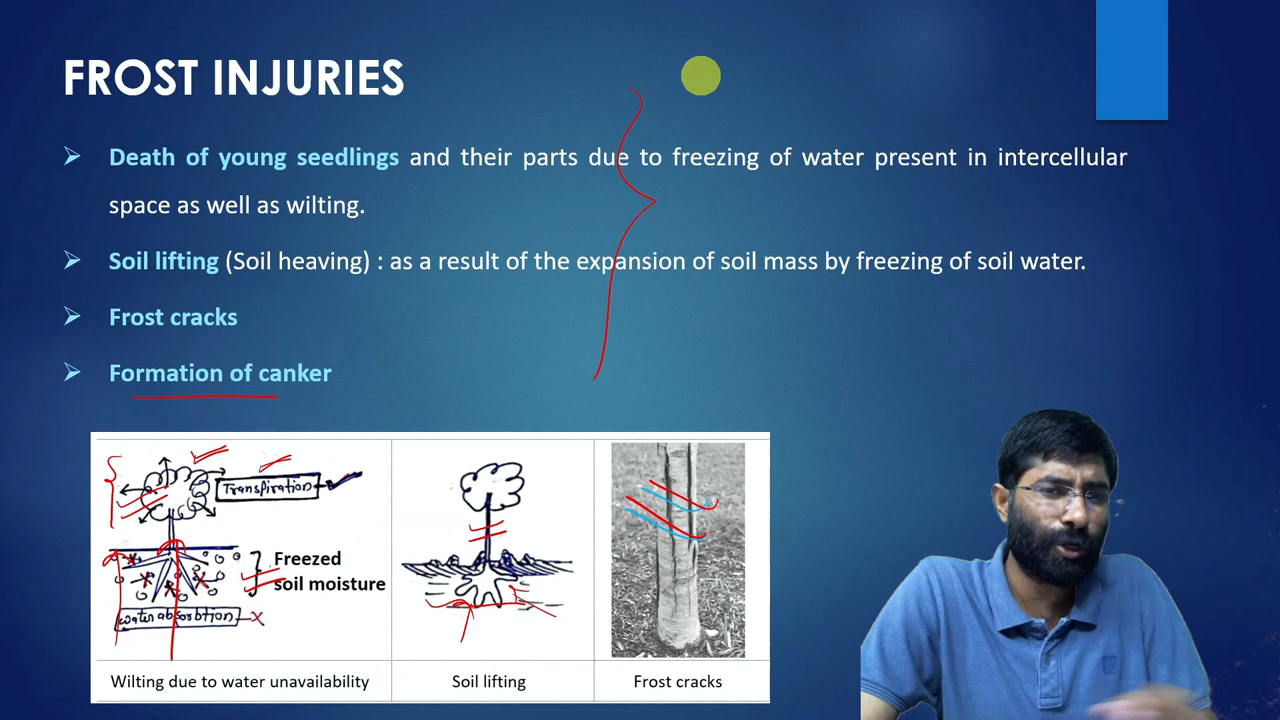 FROST INJURIES
Death of young seedlings and their parts due to freezing of water present in intercellular
space as well as wilting.
Soil lifting (Soil heaving) : as a result of the expansion of soil mass by freezing of soil water.
Frost cracks
Formation of canker
Transpiration
Freezed
soil moisture
water absorbtion
Wilting due to water unavailability
Soil lifting
Frost cracks